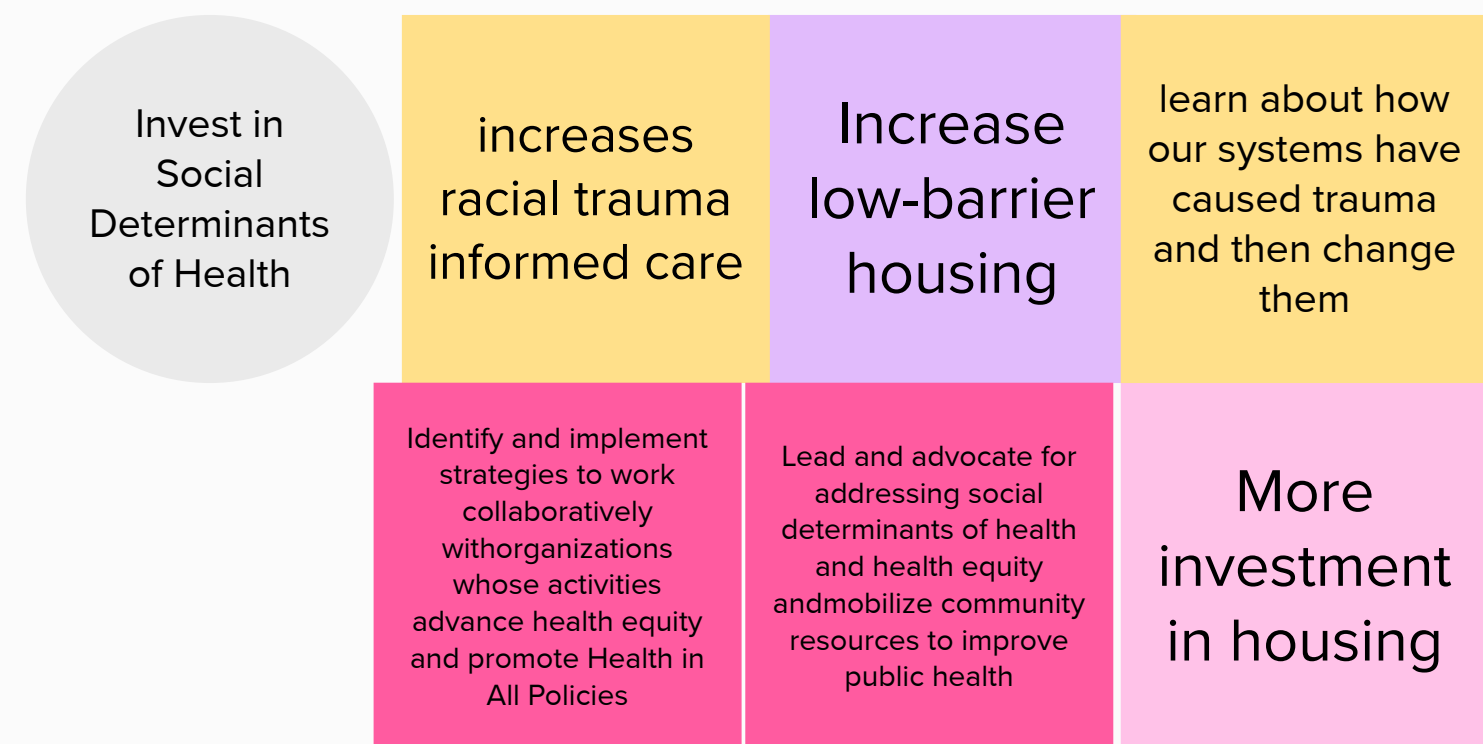 Invest in
Social
Determinants
of Health
increases
racial trauma
informed care
Increase
low-barrier
housing
learn about how
our systems have
caused trauma
and then change
them
Identify and implement
strategies to work
collaboratively
withorganizations
whose activities
advance health equity
and promote Health in
All Policies
Lead and advocate for
addressing social
determinants of health
and health equity
andmobilize community
resources to improve
public health
More
investment
in housing